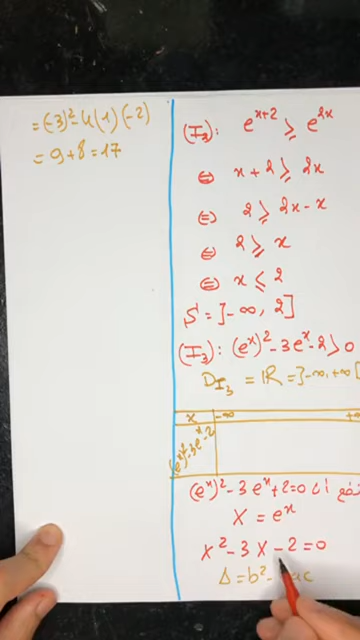 = (-3)² - 4(1)(-2)
= 9 + 8 = 17
(I₂): e^(x+2) ⩾ e^(2x)
⇔ x + 2 ⩾ 2x
⇔ 2 ⩾ 2x - x
⇔ 2 ⩾ x
⇔ x ⩽ 2
S = ]-∞, 2]
(I₃): (e^x)² - 3e^x - 2 > 0
D_I₃ = ℝ = ]-∞, +∞[
x -∞ +∞
(e^x)² - 3e^x - 2
(e^x)² - 3e^x + 2 = 0
X = e^x
X² - 3X - 2 = 0
Δ = b² - 4ac